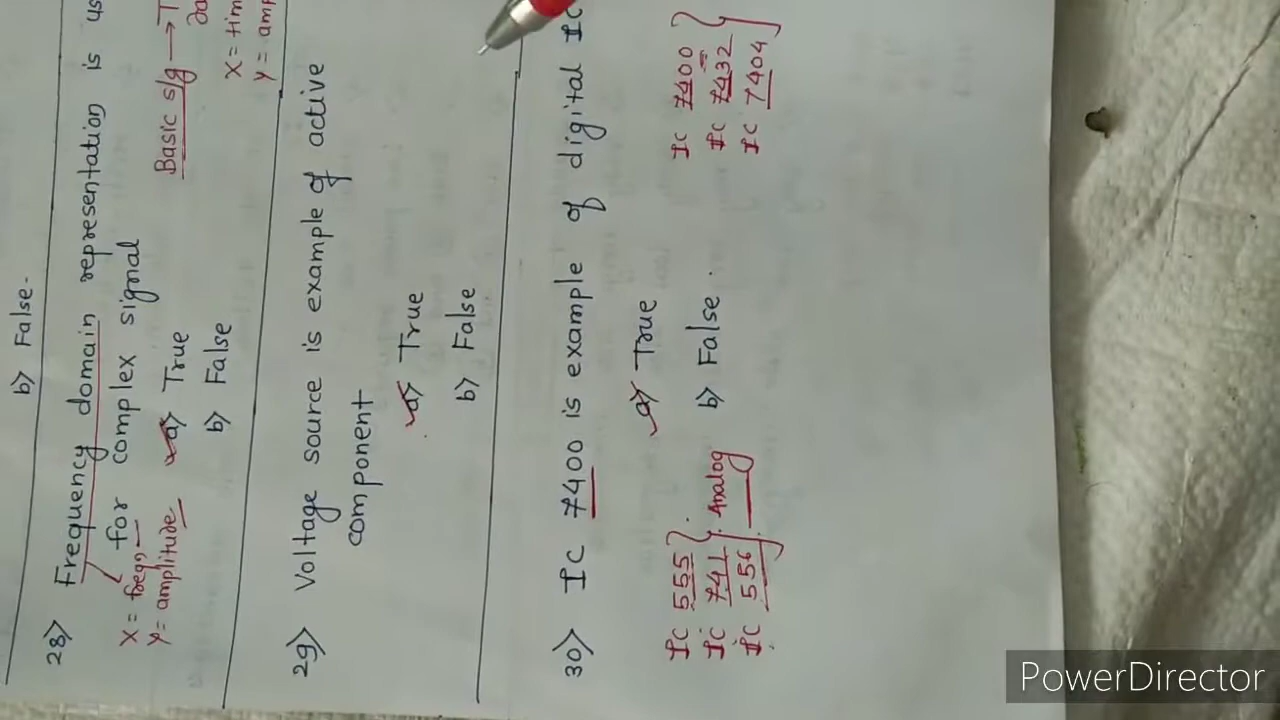 b) False.
28) Frequency domain representation is us
for complex signal
x = freq,
y = amplitude
a) True
b) False
Basic s/g → T
x = tim
y = amp
29) Voltage source is example of active
component
a) True
b) False
30) IC 7400 is example of digital IC
a) True
b) False.
IC 555
IC 741
IC 556
Analog
IC 7400
IC 7432
IC 7404
PowerDirector